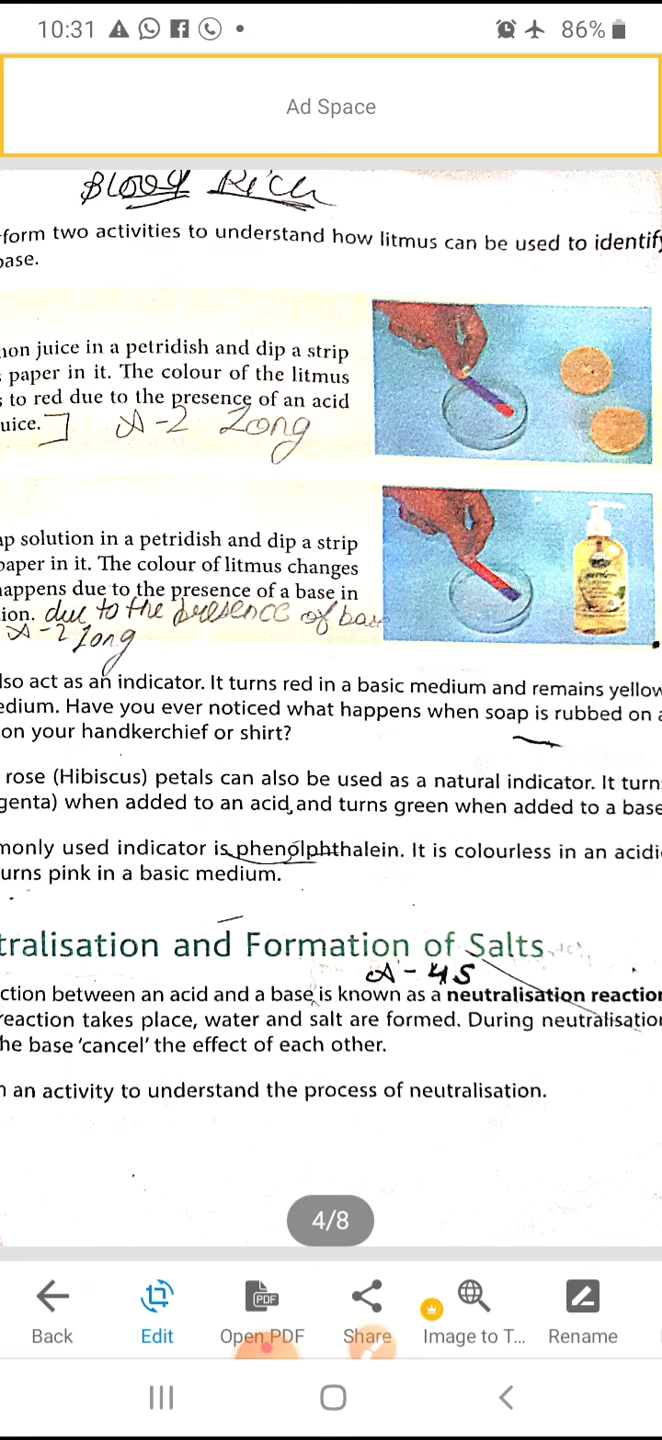 10:31
86%
Ad Space
form two activities to understand how litmus can be used to identify
base.
on juice in a petridish and dip a strip
paper in it. The colour of the litmus
s to red due to the presence of an acid
uice.
A-2 Long
ap solution in a petridish and dip a strip
paper in it. The colour of litmus changes
appens due to the presence of a base in
ion. due to the presence of base
A-2 Long
lso act as an indicator. It turns red in a basic medium and remains yellow
edium. Have you ever noticed what happens when soap is rubbed on a
on your handkerchief or shirt?
rose (Hibiscus) petals can also be used as a natural indicator. It turn
genta) when added to an acid, and turns green when added to a base
monly used indicator is phenolphthalein. It is colourless in an acidi
urns pink in a basic medium.
tralisation and Formation of Salts
A-4S
ction between an acid and a base is known as a neutralisation reaction
reaction takes place, water and salt are formed. During neutralisation
he base 'cancel' the effect of each other.
an activity to understand the process of neutralisation.
4/8
PDF
Back
Edit
Open PDF
Share
Image to T...
Rename